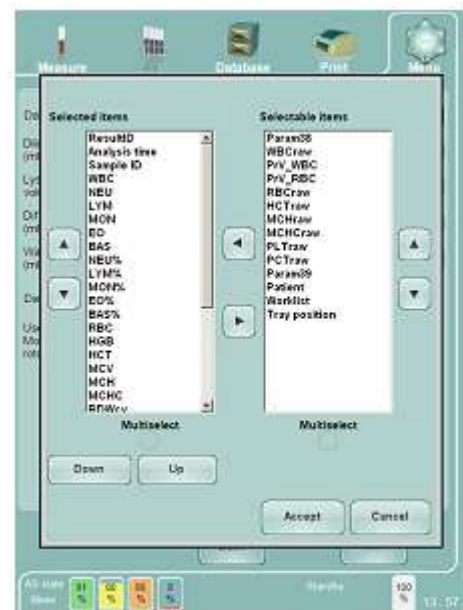 Measure
Database
Print
Menu
Selected items
ResultID
Analysis time
Sample ID
WBC
NEU
LYM
MON
EO
BAS
NEU%
LYM%
MON%
EO%
BAS%
RBC
HGB
HCT
MCV
MCH
MCHC
RDWcv
Multiselect
Selectable items
Param38
WBCraw
PrV_WBC
PrV_RBC
RBCraw
HCTraw
MCHraw
MCHCraw
PLTraw
PCTraw
Param39
Patient
Worklist
Tray position
Multiselect
Down
Up
Accept
Cancel
Standby
100
%
13:57